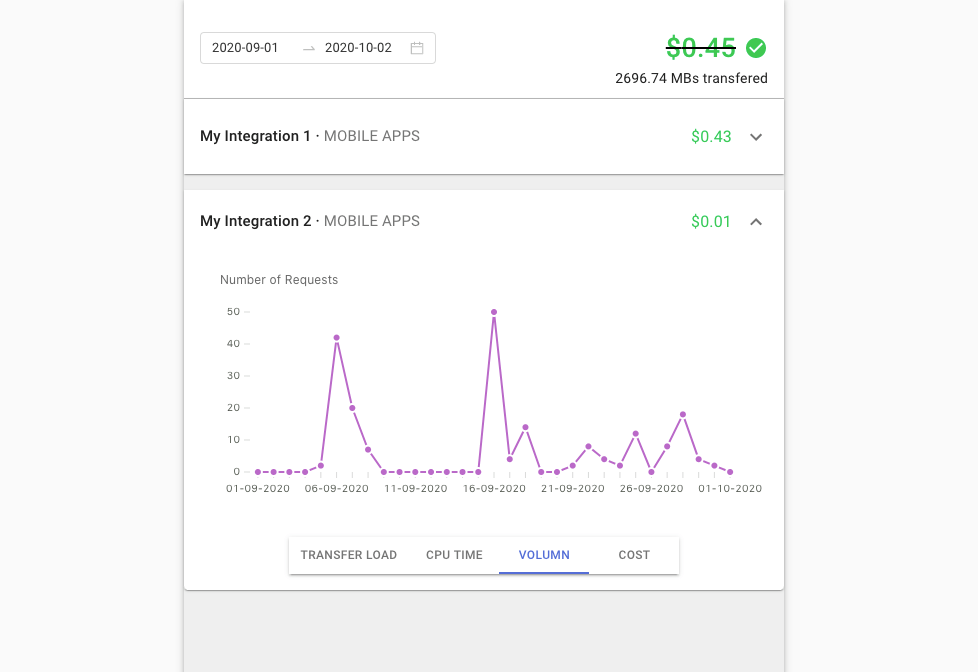 2020-09-01 → 2020-10-02
$0.45
2696.74 MBs transfered
My Integration 1 · MOBILE APPS $0.43
My Integration 2 · MOBILE APPS $0.01
Number of Requests
50
40
30
20
10
0
01-09-2020 06-09-2020 11-09-2020 16-09-2020 21-09-2020 26-09-2020 01-10-2020
TRANSFER LOAD CPU TIME VOLUMN COST